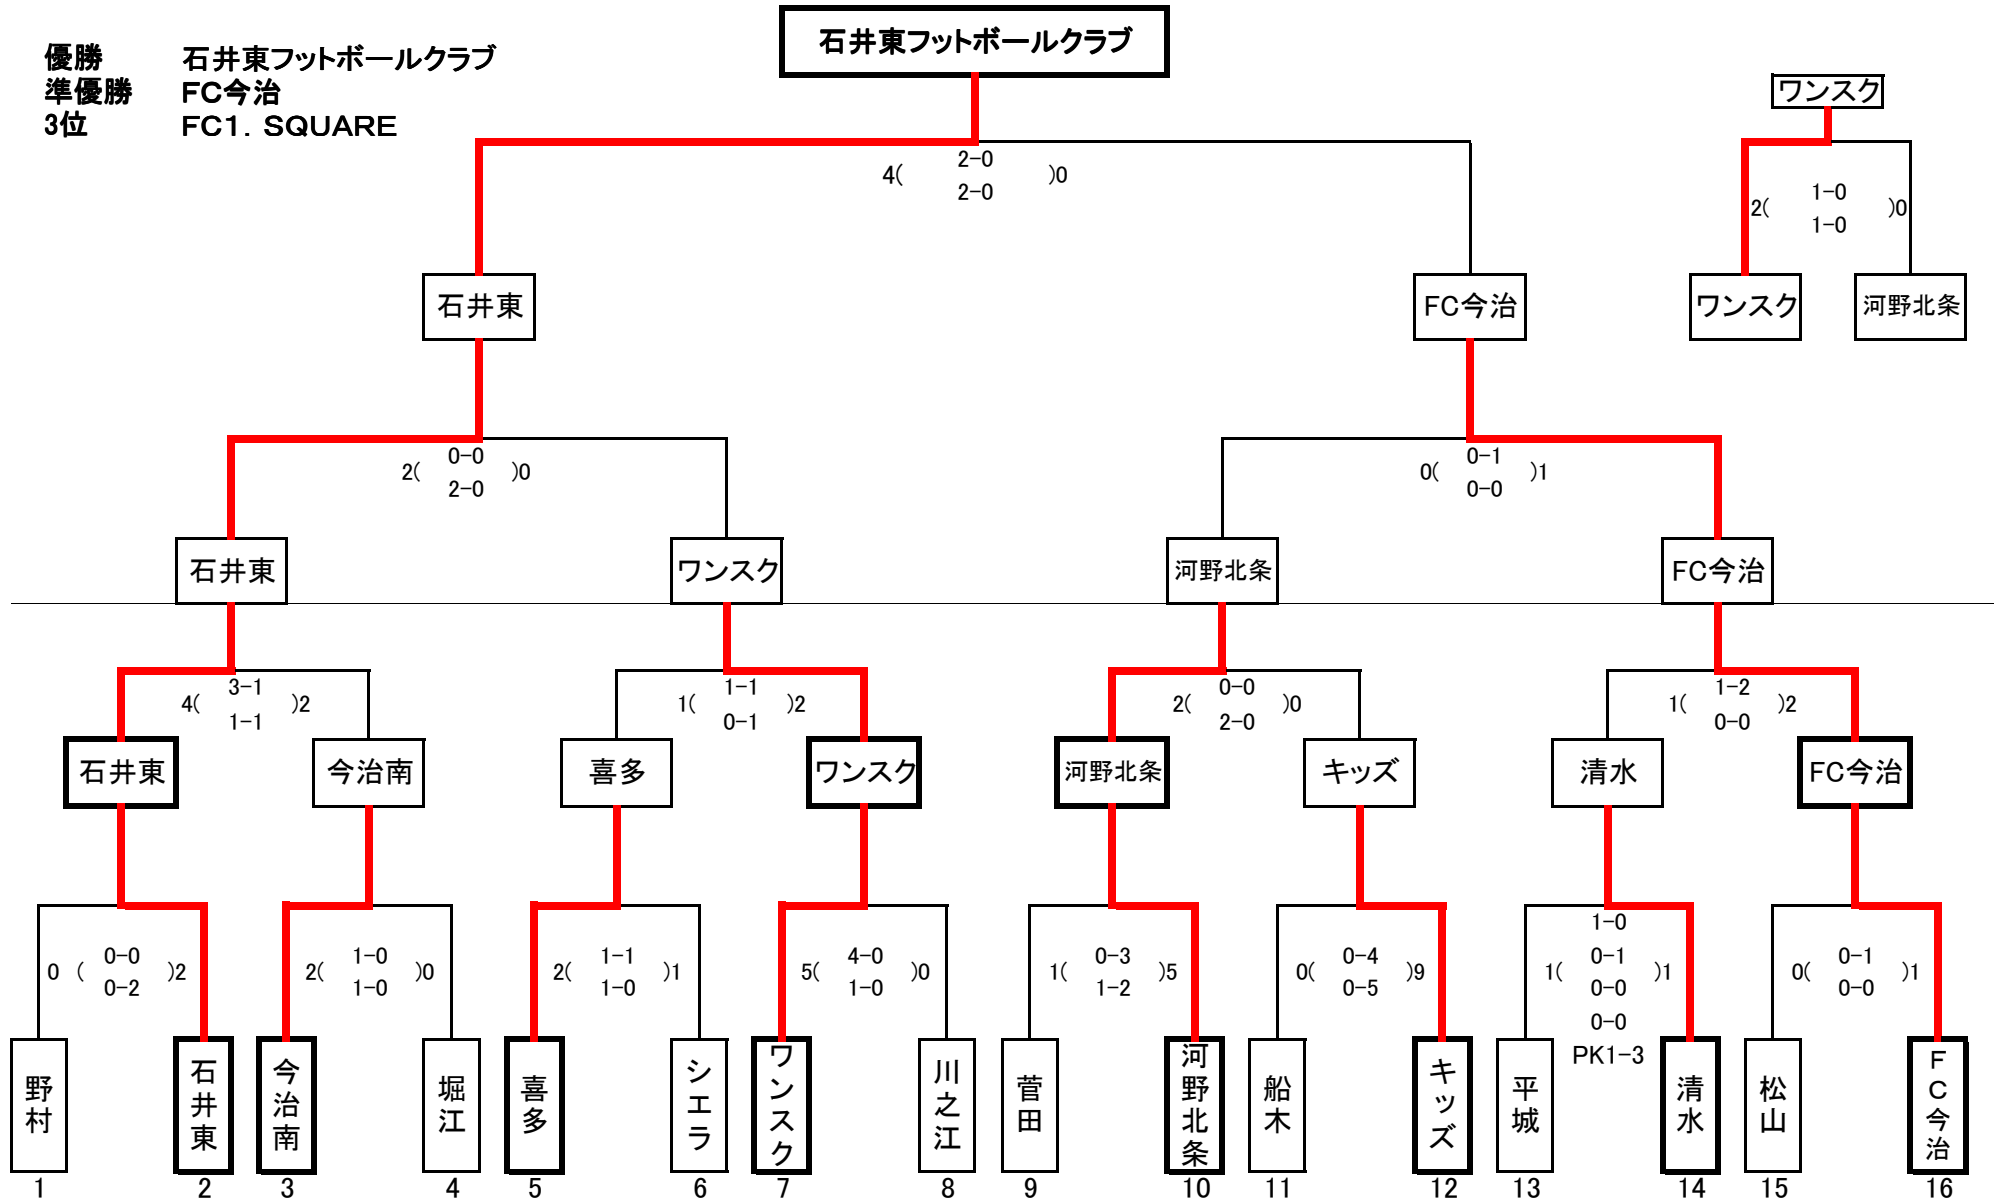 石井東フットボールクラブ
優勝 石井東フットボールクラブ
準優勝 FC今治
3位 FC1．SQUARE
ワンスク
4( 2-0 )0
2-0
2( 1-0 )0
1-0
石井東
FC今治
ワンスク
河野北条
2( 0-0 )0
2-0
0( 0-1 )1
0-0
石井東
ワンスク
河野北条
FC今治
4( 3-1 )2
1-1
1( 1-1 )2
0-1
2( 0-0 )0
2-0
1( 1-2 )2
0-0
石井東
今治南
喜多
ワンスク
河野北条
キッズ
清水
FC今治
0 ( 0-0 )2
0-2
2( 1-0 )0
1-0
2( 1-1 )1
1-0
5( 4-0 )0
1-0
1( 0-3 )5
1-2
0( 0-4 )9
0-5
1-0
1( 0-1 )1
0-0
0-0
PK1-3
0( 0-1 )1
0-0
野村
石井東
今治南
堀江
喜多
シエラ
ワンスク
川之江
菅田
河野北条
船木
キッズ
平城
清水
松山
FC今治
1 2 3 4 5 6 7 8 9 10 11 12 13 14 15 16